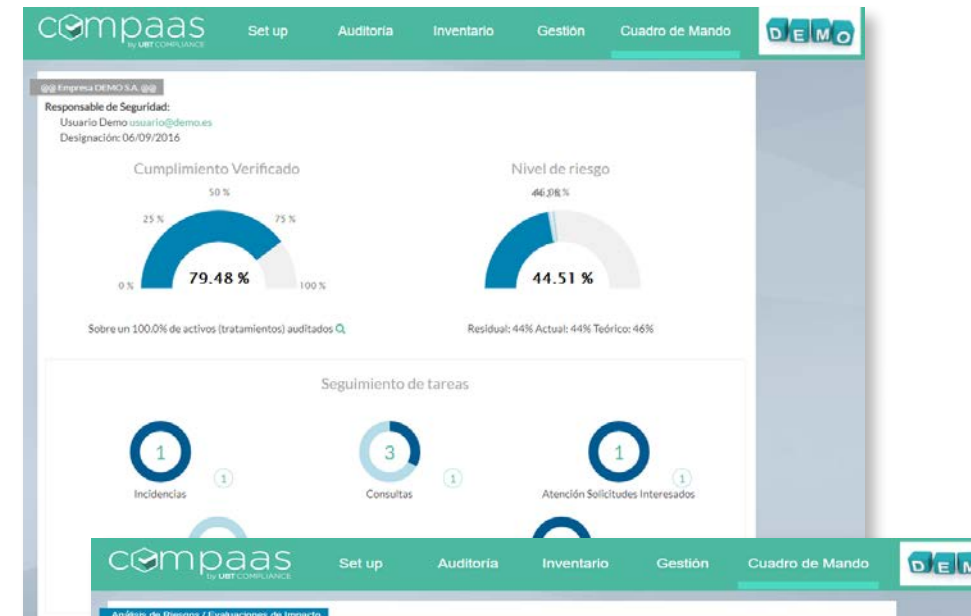 compaas
by UBT COMPLIANCE
Set up
Auditoría
Inventario
Gestión
Cuadro de Mando
DEMO
@@ Empresa DEMO S.A. @@
Responsable de Seguridad:
Usuario Demo usuario@demo.es
Designación: 06/09/2016
Cumplimiento Verificado
50 %
25 %
75 %
0 %
79.48 %
100 %
Sobre un 100.0% de activos (tratamientos) auditados
Nivel de riesgo
44.51 %
Residual: 44% Actual: 44% Teórico: 46%
Seguimiento de tareas
1
1
Incidencias
3
1
Consultas
1
1
Atención Solicitudes Interesados
compaas
by UBT COMPLIANCE
Set up
Auditoría
Inventario
Gestión
Cuadro de Mando
DEM
Análisis de Riesgos / Evaluaciones de Impacto